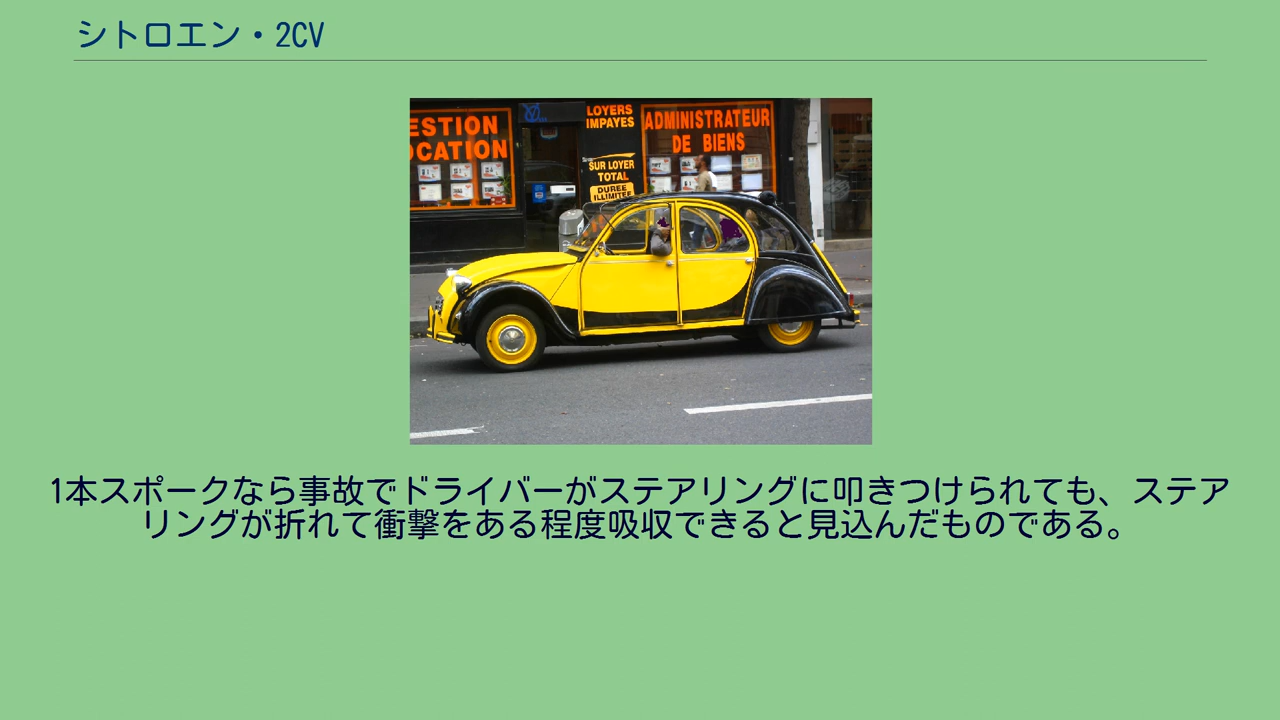 シトロエン・2CV
ESTION
OCATION
LOYERS
IMPAYES
SUR LOYER
TOTAL
DUREE
ILLIMITEE
ADMINISTRATEUR
DE BIENS
1本スポークなら事故でドライバーがステアリングに叩きつけられても、ステア
リングが折れて衝撃をある程度吸収できると見込んだものである。